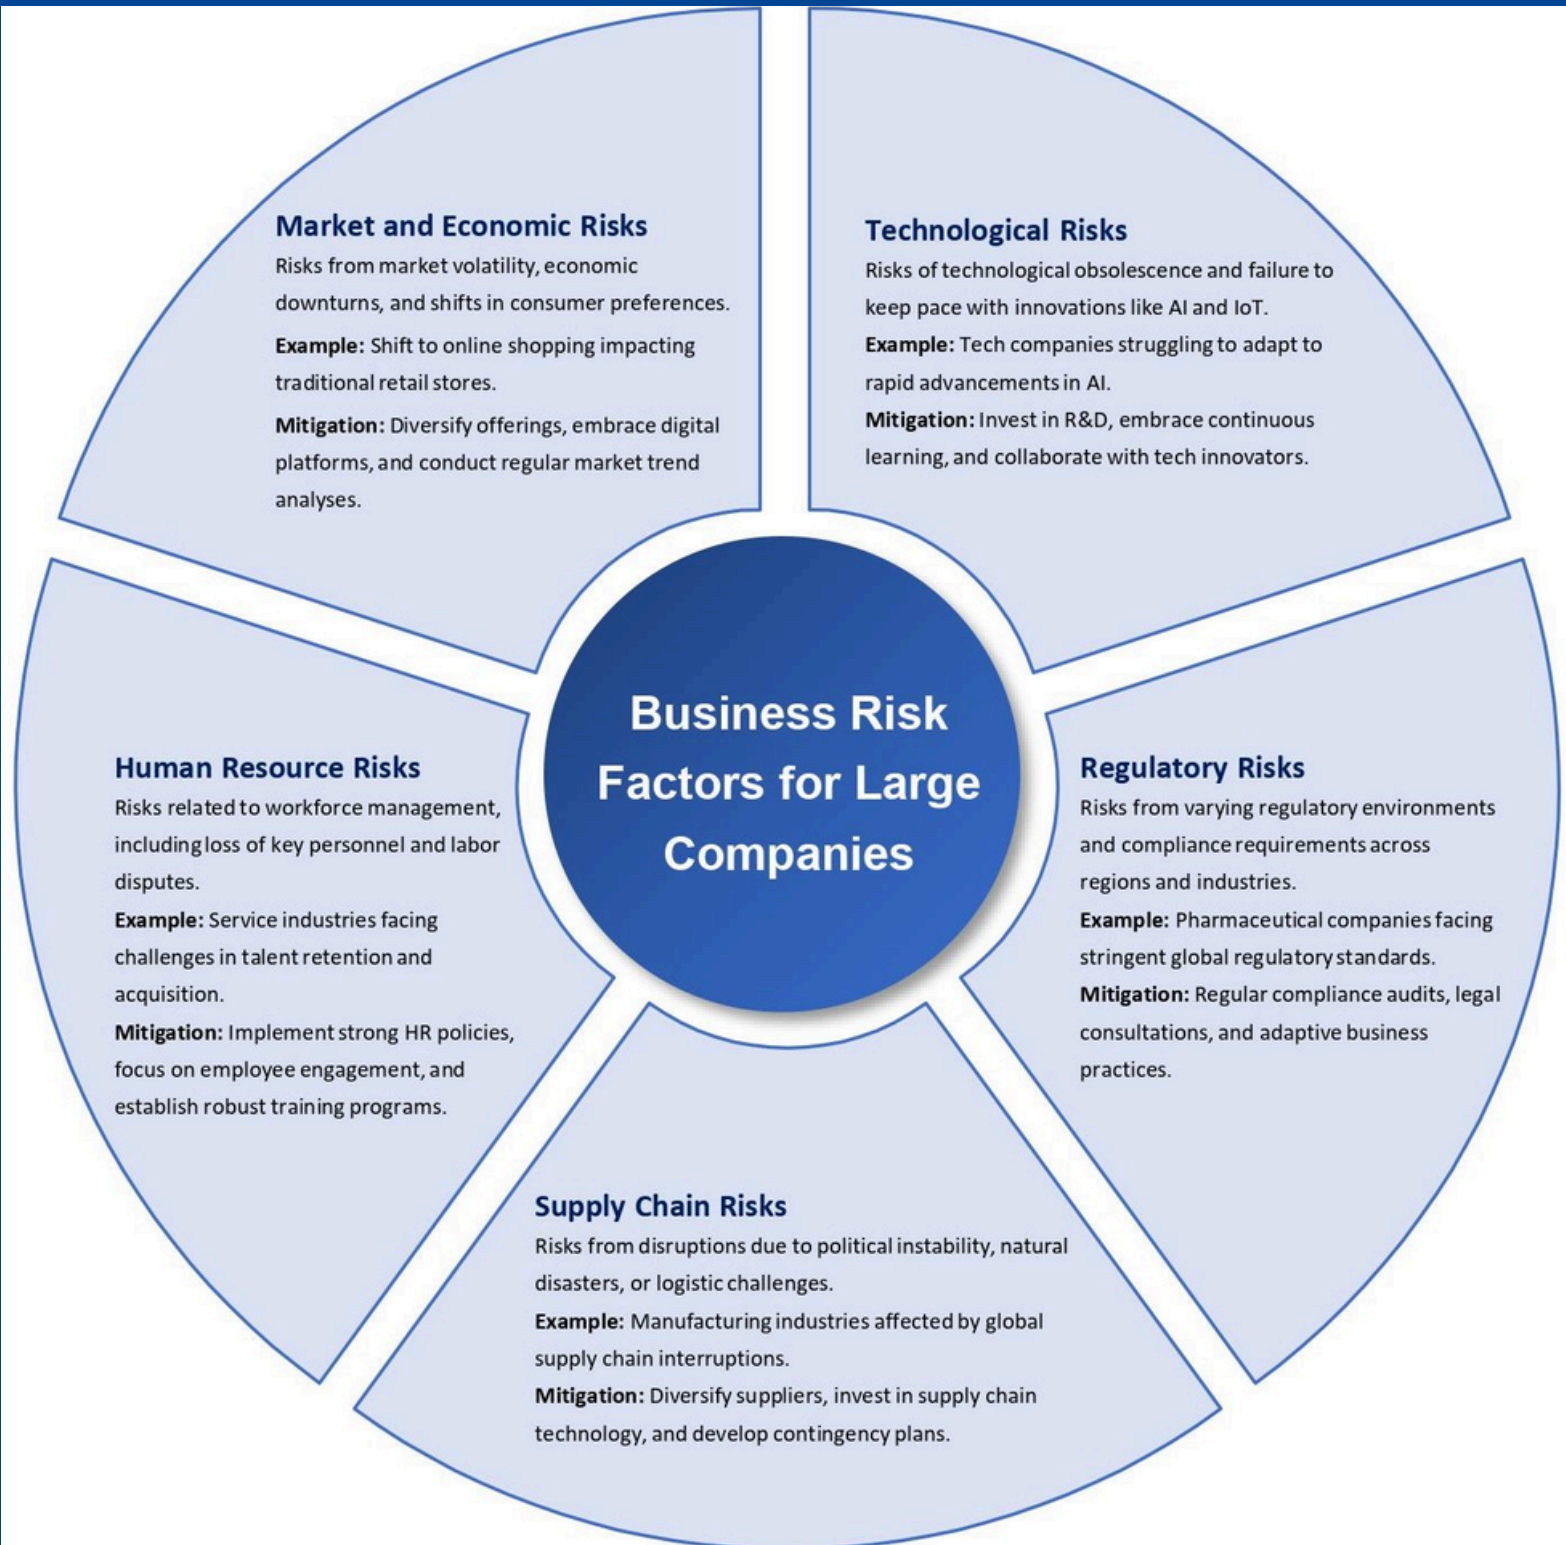 Market and Economic Risks
Risks from market volatility, economic
downturns, and shifts in consumer preferences.
Example: Shift to online shopping impacting
traditional retail stores.
Mitigation: Diversify offerings, embrace digital
platforms, and conduct regular market trend
analyses.
Technological Risks
Risks of technological obsolescence and failure to
keep pace with innovations like AI and IoT.
Example: Tech companies struggling to adapt to
rapid advancements in AI.
Mitigation: Invest in R&D, embrace continuous
learning, and collaborate with tech innovators.
Business Risk
Factors for Large
Companies
Human Resource Risks
Risks related to workforce management,
including loss of key personnel and labor
disputes.
Example: Service industries facing
challenges in talent retention and
acquisition.
Mitigation: Implement strong HR policies,
focus on employee engagement, and
establish robust training programs.
Regulatory Risks
Risks from varying regulatory environments
and compliance requirements across
regions and industries.
Example: Pharmaceutical companies facing
stringent global regulatory standards.
Mitigation: Regular compliance audits, legal
consultations, and adaptive business
practices.
Supply Chain Risks
Risks from disruptions due to political instability, natural
disasters, or logistic challenges.
Example: Manufacturing industries affected by global
supply chain interruptions.
Mitigation: Diversify suppliers, invest in supply chain
technology, and develop contingency plans.